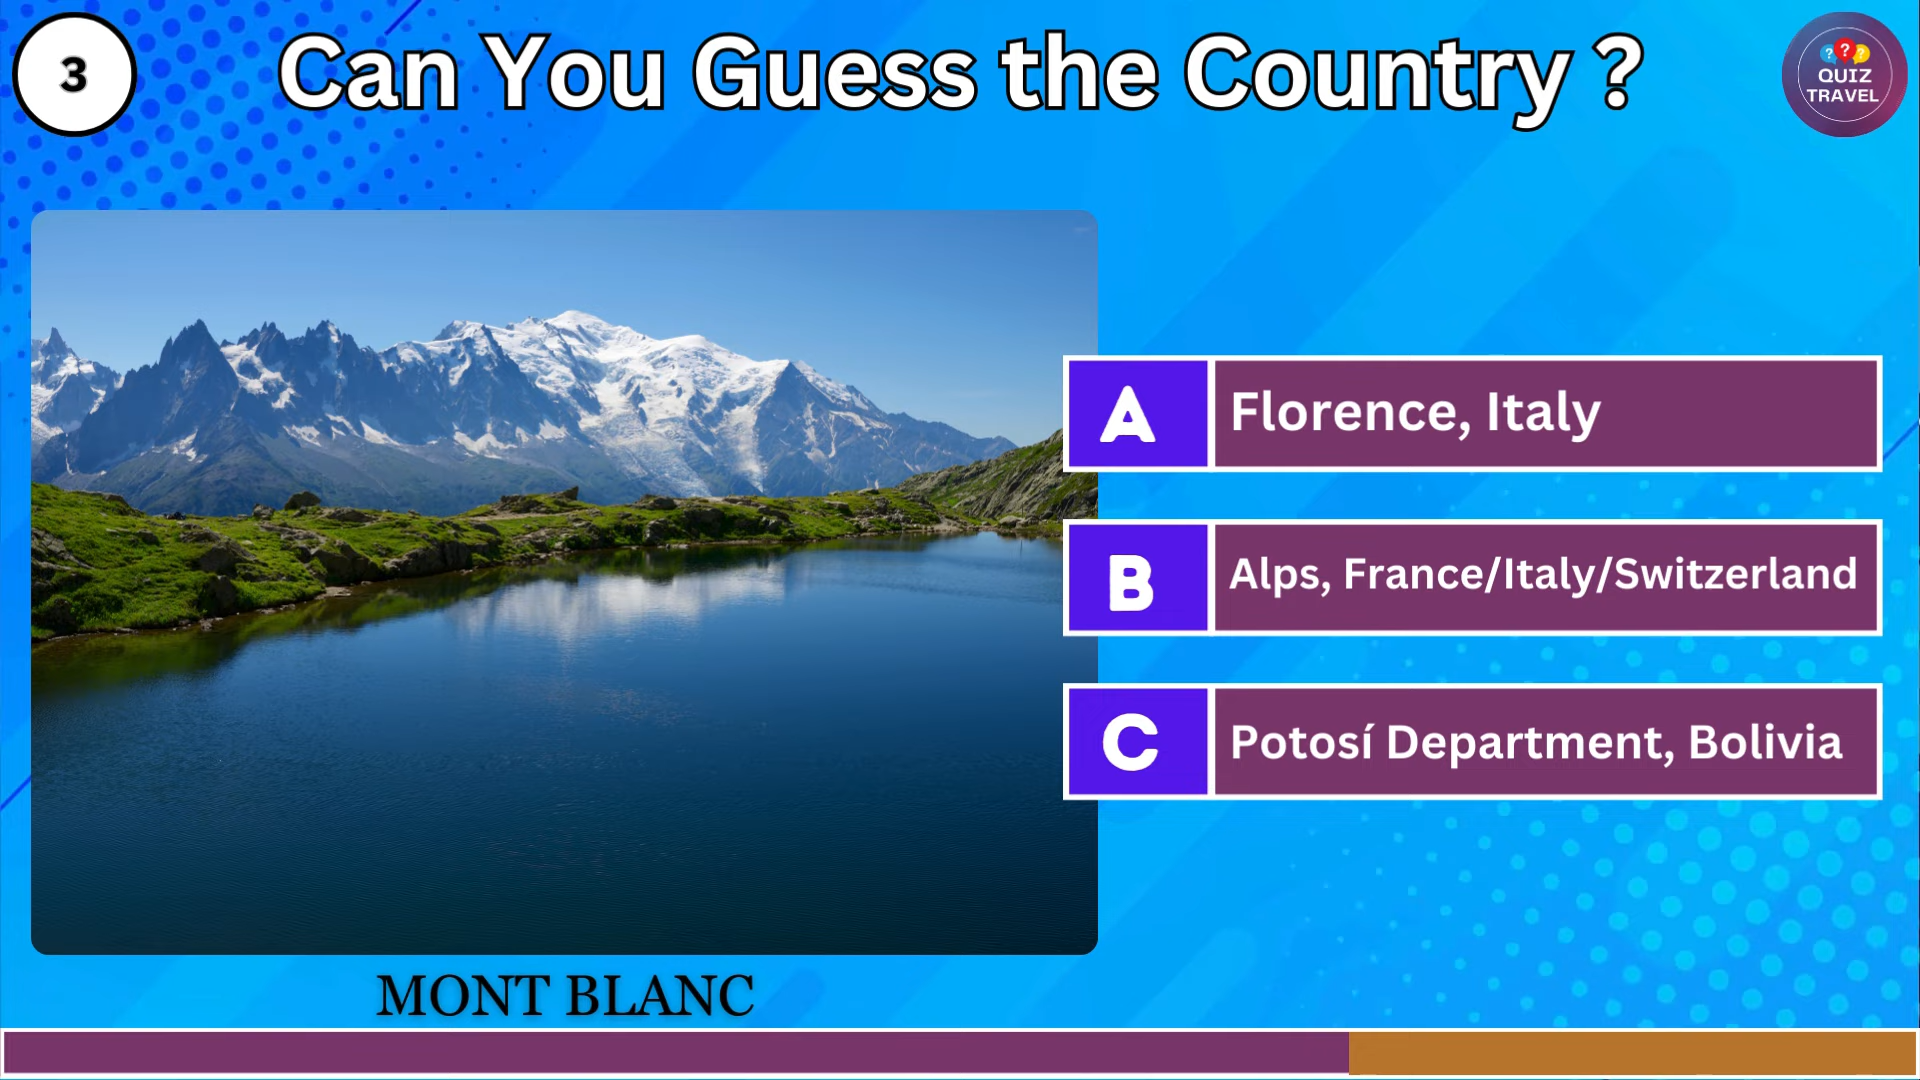 3
Can You Guess the Country ?
? ? ?
QUIZ
TRAVEL
A
Florence, Italy
B
Alps, France/Italy/Switzerland
C
Potosí Department, Bolivia
MONT BLANC